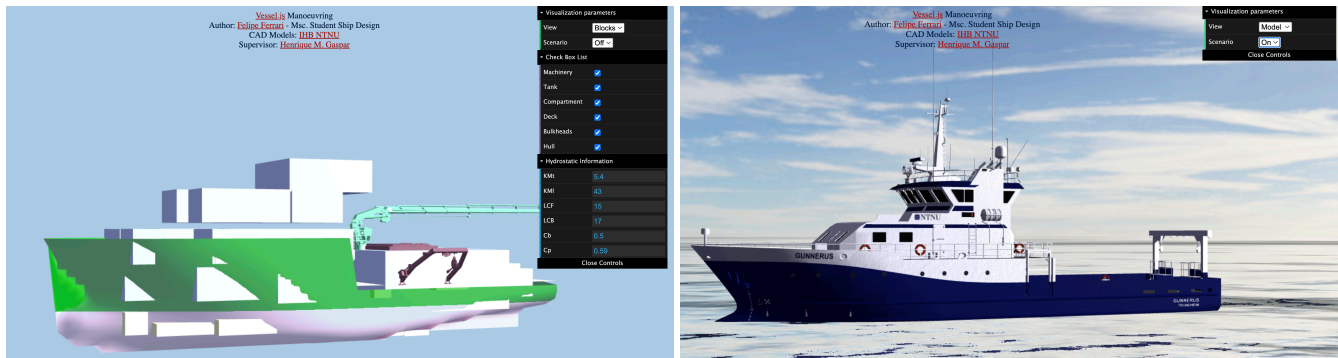 Vessel.js Manoeuvring
Author: Felipe Ferrari - Msc. Student Ship Design
CAD Models: IHB NTNU
Supervisor: Henrique M. Gaspar
Visualization parameters
View Blocks
Scenario Off
Check Box List
Machinery
Tank
Compartment
Deck
Bulkheads
Hull
Hydrostatic Information
KMt 5.4
KMl 43
LCF 15
LCB 17
Cb 0.5
Cp 0.59
Close Controls
Vessel.js Manoeuvring
Author: Felipe Ferrari - Msc. Student Ship Design
CAD Models: IHB NTNU
Supervisor: Henrique M. Gaspar
Visualization parameters
View Model
Scenario On
Close Controls
NTNU
GUNNERUS
GUNNERUS
TRONDHEIM